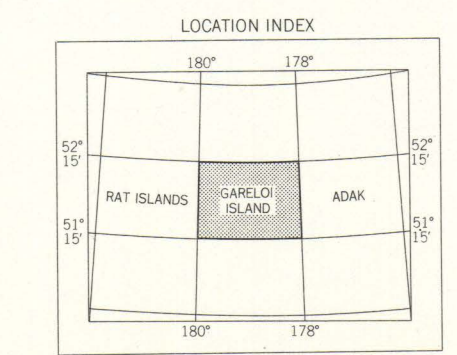 LOCATION INDEX
180° 178°
52° 52°
15′ 15′
RAT ISLANDS GARELOI ADAK
ISLAND
51° 51°
15′ 15′
180° 178°